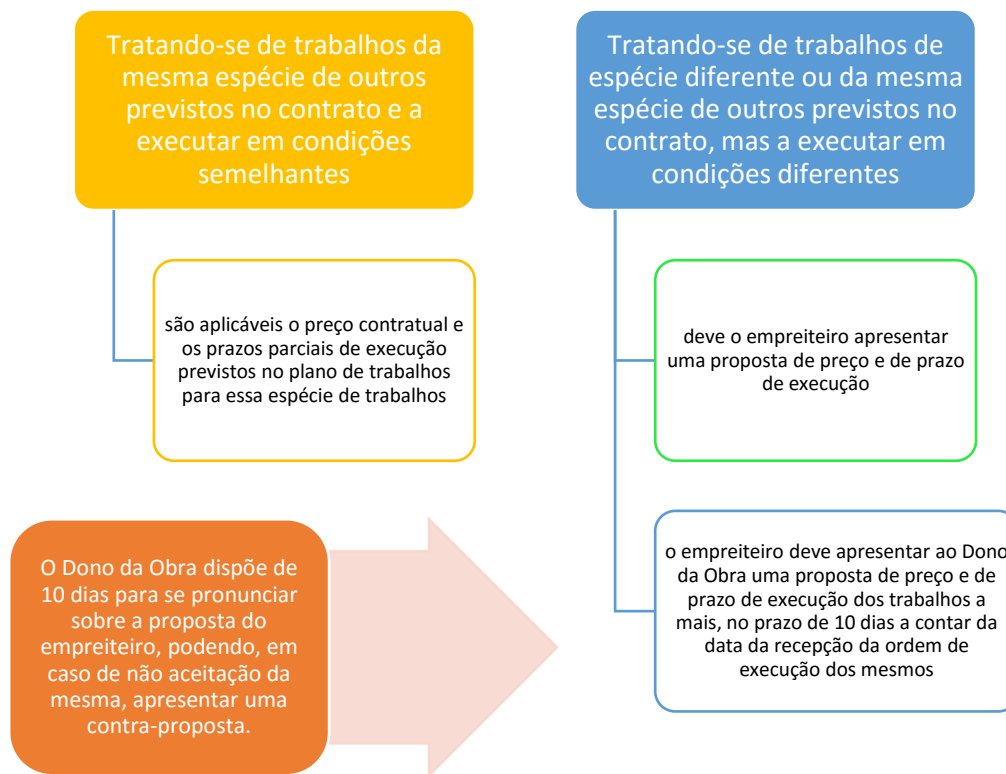 Tratando-se de trabalhos da
mesma espécie de outros
previstos no contrato e a
executar em condições
semelhantes
são aplicáveis o preço contratual e
os prazos parciais de execução
previstos no plano de trabalhos
para essa espécie de trabalhos
Tratando-se de trabalhos de
espécie diferente ou da mesma
espécie de outros previstos no
contrato, mas a executar em
condições diferentes
deve o empreiteiro apresentar
uma proposta de preço e de prazo
de execução
o empreiteiro deve apresentar ao Dono
da Obra uma proposta de preço e de
prazo de execução dos trabalhos a
mais, no prazo de 10 dias a contar da
data da recepção da ordem de
execução dos mesmos
O Dono da Obra dispõe de
10 dias para se pronunciar
sobre a proposta do
empreiteiro, podendo, em
caso de não aceitação da
mesma, apresentar uma
contra-proposta.